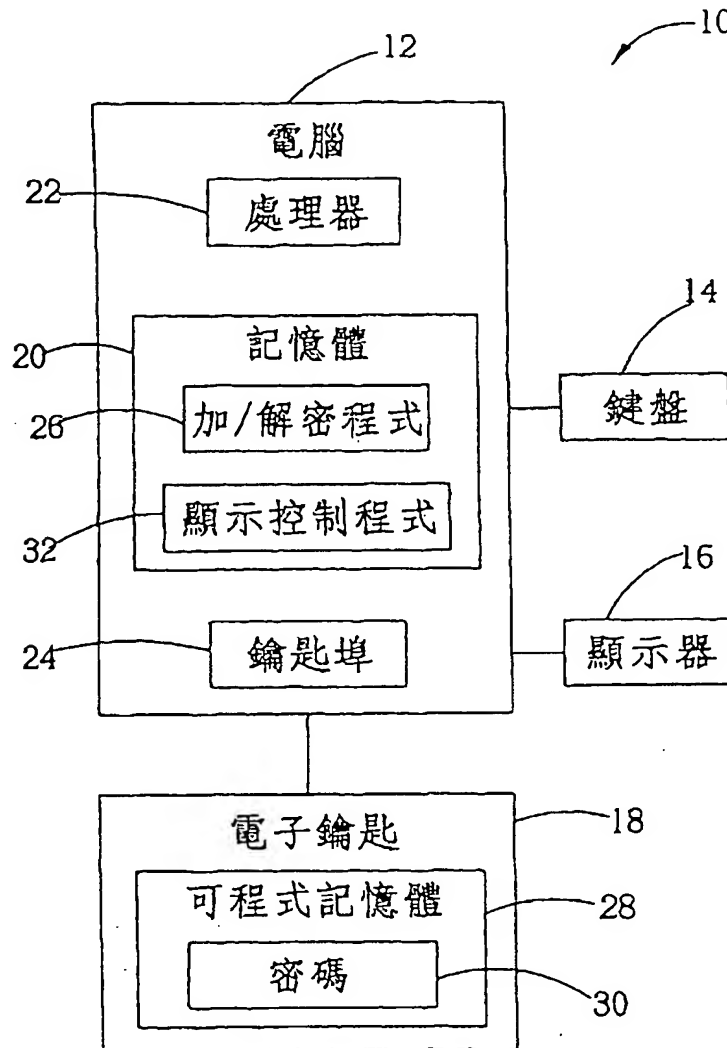 10
12
電腦
22
處理器
14
20
記憶體
鍵盤
26
加/解密程式
32
顯示控制程式
16
24
鑰匙埠
顯示器
電子鑰匙
18
可程式記憶體
28
密碼
30